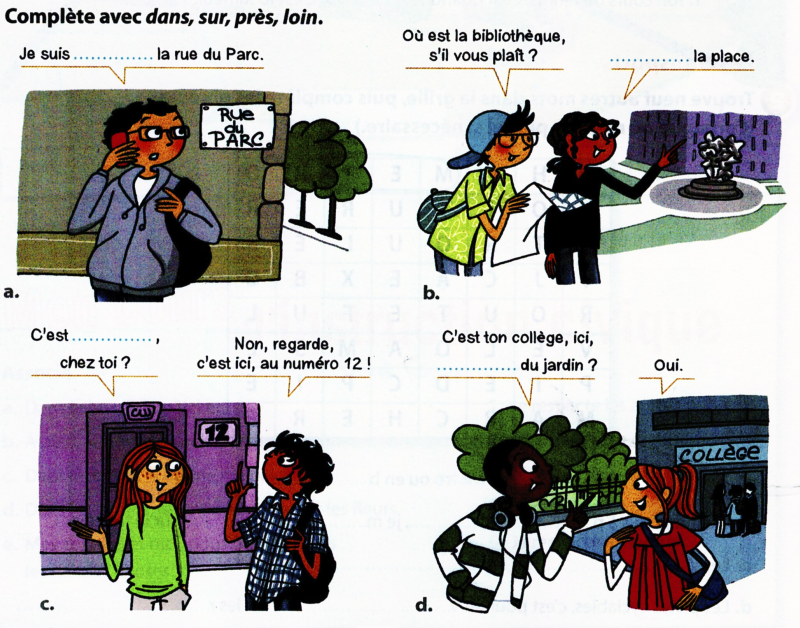 Complète avec dans, sur, près, loin.
Je suis .............. la rue du Parc.
RUE
du
PARC
a.
Où est la bibliothèque,
s'il vous plaît ?
.............. la place.
b.
C'est ..............,
chez toi ?
Non, regarde,
c'est ici, au numéro 12 !
12
c.
C'est ton collège, ici,
.............. du jardin ?
Oui.
COLLÈGE
d.